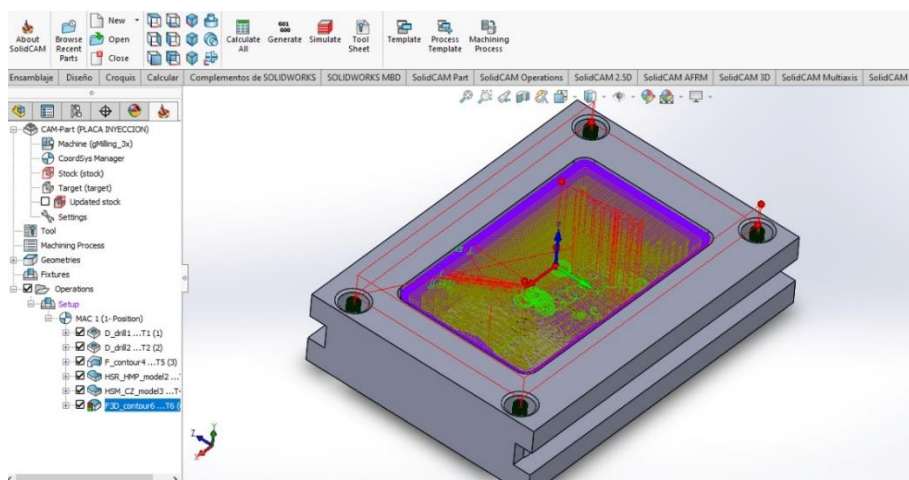 About SolidCAM
Browse Recent Parts
New
Open
Close
Calculate All
G01 G00 Generate
Simulate
Tool Sheet
Template
Process Template
Machining Process
Ensamblaje Diseño Croquis Calcular Complementos de SOLIDWORKS SOLIDWORKS MBD SolidCAM Part SolidCAM Operations SolidCAM 2.5D SolidCAM AFRM SolidCAM 3D SolidCAM Multiaxis SolidCAM
CAM-Part (PLACA INYECCION)
Machine (gMilling_3x)
CoordSys Manager
Stock (stock)
Target (target)
Updated stock
Settings
Tool
Machining Process
Geometries
Fixtures
Operations
Setup
MAC 1 (1- Position)
D_drill1 ...T1 (1)
D_drill2 ...T2 (2)
F_contour4 ...T5 (3)
HSR_HMP_model2 ...
HSM_CZ_model3 ...T
F3D_contour6 ...T6 (
Z
Z
Y
X